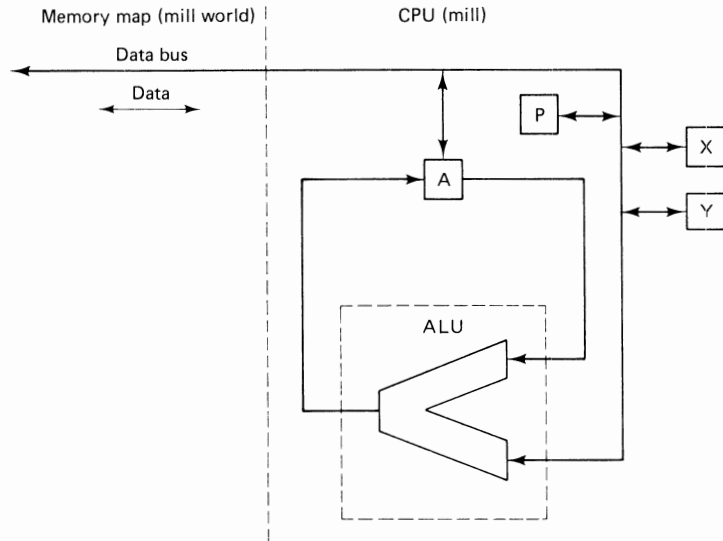 Memory map (mill world)
CPU (mill)
Data bus
Data
P
X
A
Y
ALU